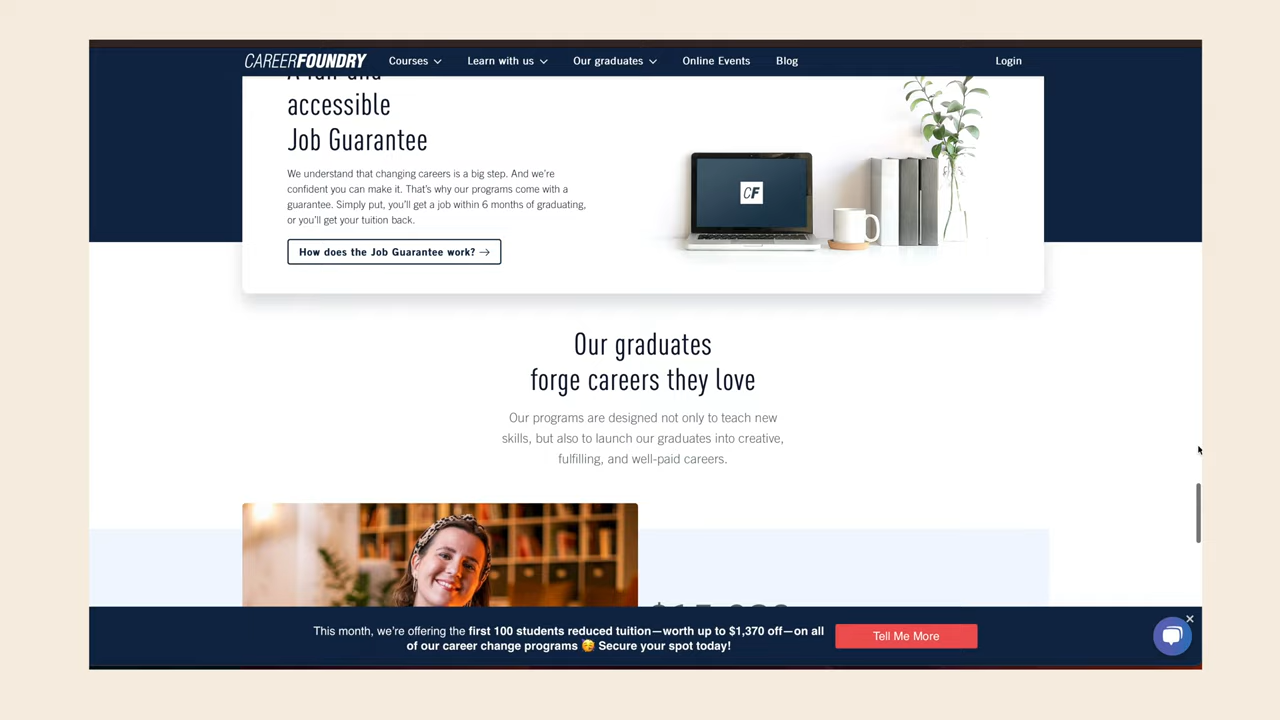 CAREERFOUNDRY
Courses
Learn with us
Our graduates
Online Events
Blog
Login
accessible
Job Guarantee
We understand that changing careers is a big step. And we're
confident you can make it. That's why our programs come with a
guarantee. Simply put, you'll get a job within 6 months of graduating,
or you'll get your tuition back.
How does the Job Guarantee work? →
CF
Our graduates
forge careers they love
Our programs are designed not only to teach new
skills, but also to launch our graduates into creative,
fulfilling, and well-paid careers.
This month, we're offering the first 100 students reduced tuition—worth up to $1,370 off—on all
of our career change programs 🥳 Secure your spot today!
Tell Me More